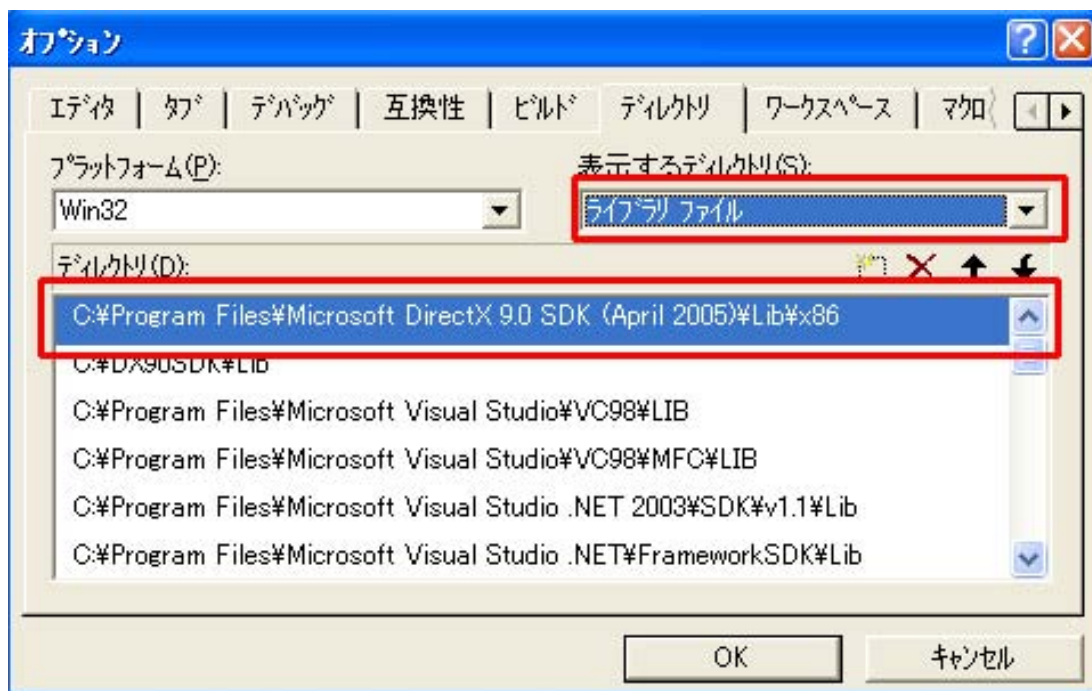 オプション
エディタ タブ デバッグ 互換性 ビルド ディレクトリ ワークスペース マクロ
プラットフォーム(P): 表示するディレクトリ(S):
Win32 ライブラリ ファイル
ディレクトリ(D):
C:¥Program Files¥Microsoft DirectX 9.0 SDK (April 2005)¥Lib¥x86
C:¥DX90SDK¥Lib
C:¥Program Files¥Microsoft Visual Studio¥VC98¥LIB
C:¥Program Files¥Microsoft Visual Studio¥VC98¥MFC¥LIB
C:¥Program Files¥Microsoft Visual Studio .NET 2003¥SDK¥v1.1¥Lib
C:¥Program Files¥Microsoft Visual Studio .NET¥FrameworkSDK¥Lib
OK キャンセル